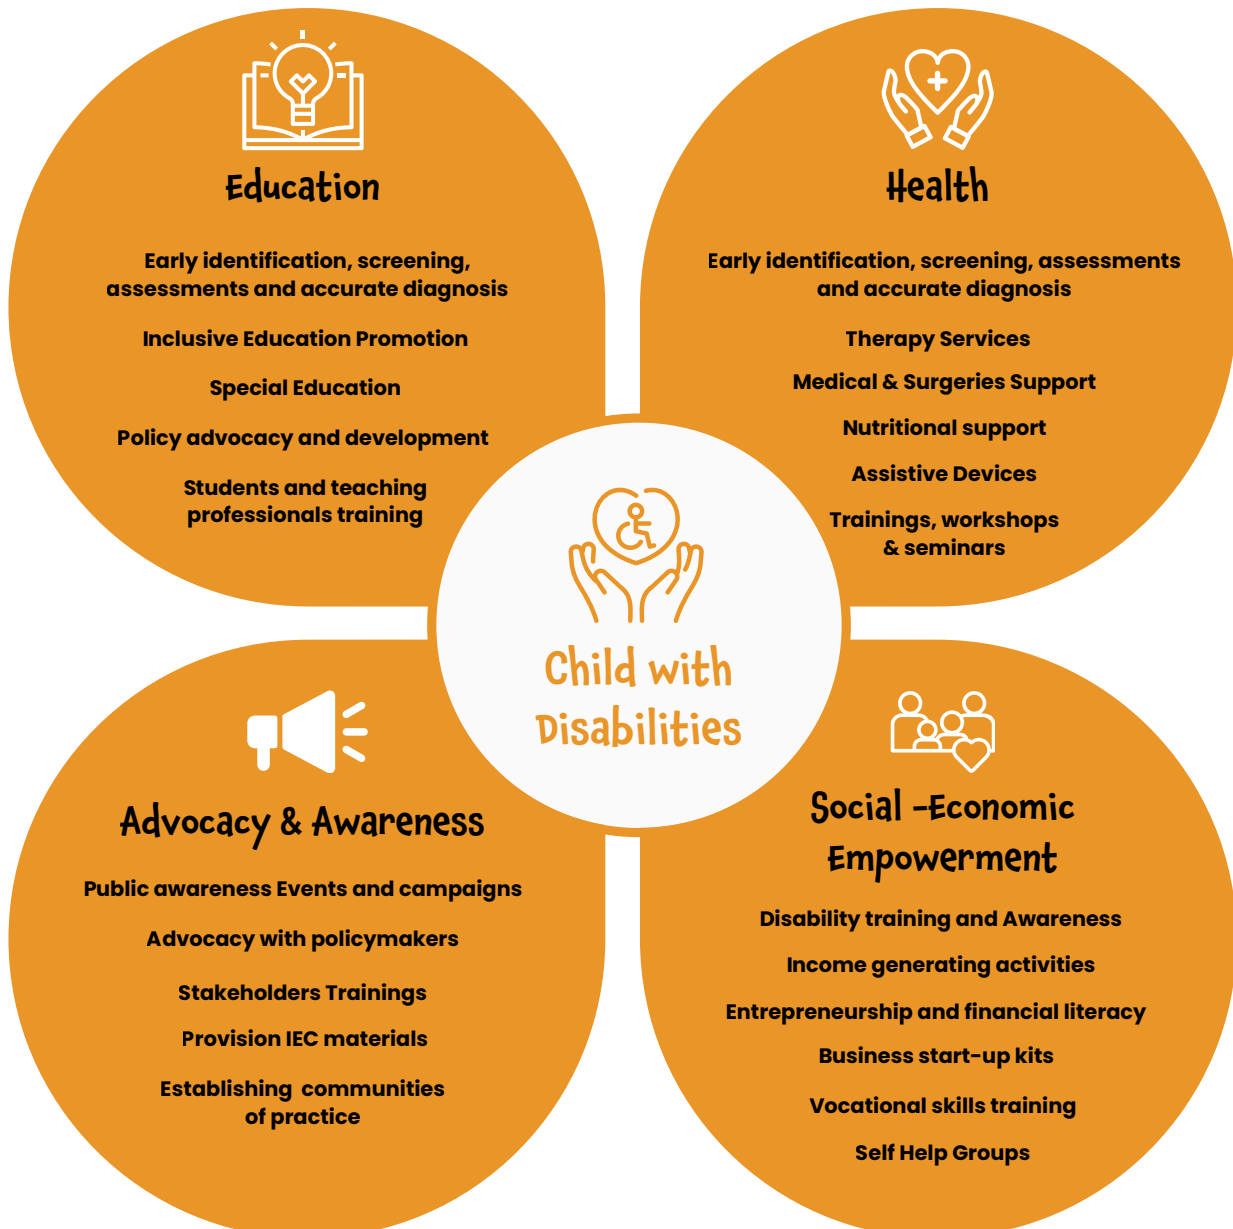 Education
Early identification, screening,
assessments and accurate diagnosis
Inclusive Education Promotion
Special Education
Policy advocacy and development
Students and teaching
professionals training
Health
Early identification, screening, assessments
and accurate diagnosis
Therapy Services
Medical & Surgeries Support
Nutritional support
Assistive Devices
Trainings, workshops
& seminars
Child with
Disabilities
Advocacy & Awareness
Public awareness Events and campaigns
Advocacy with policymakers
Stakeholders Trainings
Provision IEC materials
Establishing communities
of practice
Social -Economic
Empowerment
Disability training and Awareness
Income generating activities
Entrepreneurship and financial literacy
Business start-up kits
Vocational skills training
Self Help Groups